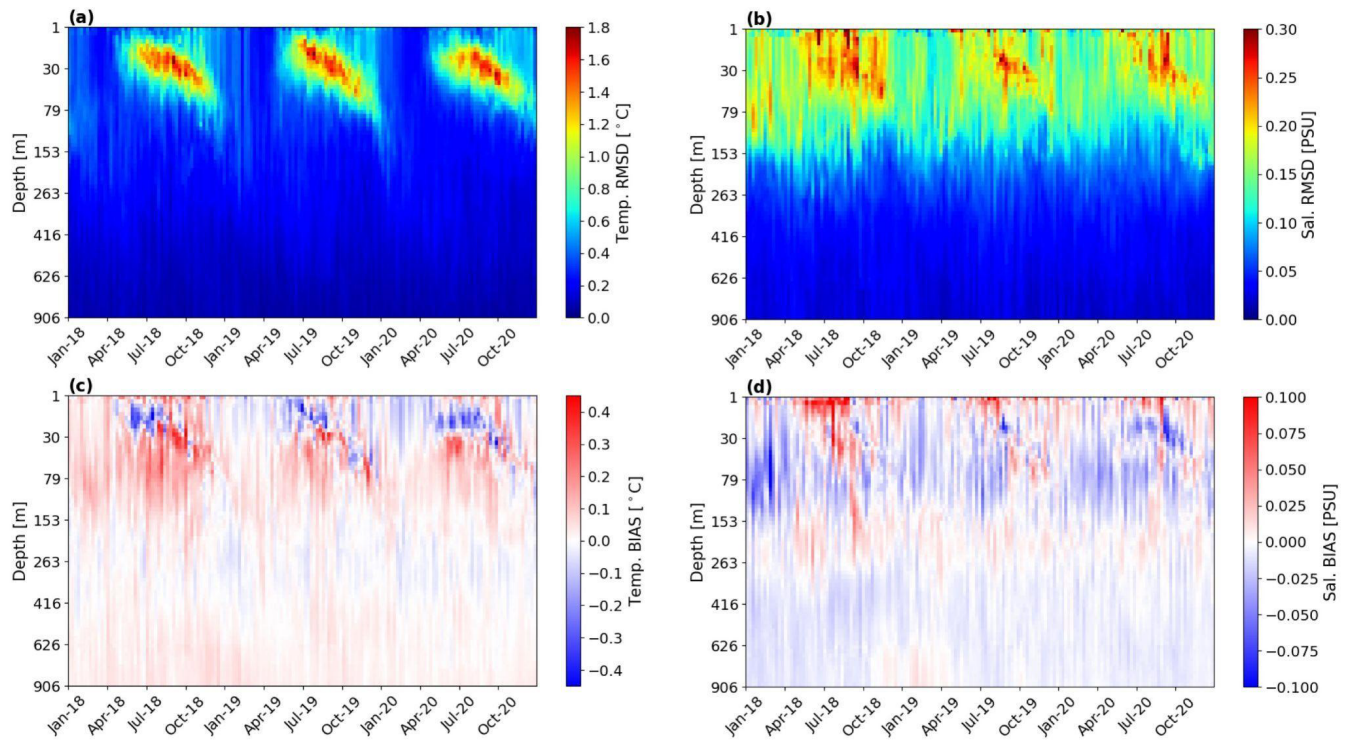 (a)
1
30
79
153
263
416
626
906
Depth [m]
Jan-18
Apr-18
Jul-18
Oct-18
Jan-19
Apr-19
Jul-19
Oct-19
Jan-20
Apr-20
Jul-20
Oct-20
1.8
1.6
1.4
1.2
1.0
0.8
0.6
0.4
0.2
0.0
Temp. RMSD [°C]
(b)
1
30
79
153
263
416
626
906
Depth [m]
Jan-18
Apr-18
Jul-18
Oct-18
Jan-19
Apr-19
Jul-19
Oct-19
Jan-20
Apr-20
Jul-20
Oct-20
0.30
0.25
0.20
0.15
0.10
0.05
0.00
Sal. RMSD [PSU]
(c)
1
30
79
153
263
416
626
906
Depth [m]
Jan-18
Apr-18
Jul-18
Oct-18
Jan-19
Apr-19
Jul-19
Oct-19
Jan-20
Apr-20
Jul-20
Oct-20
0.4
0.3
0.2
0.1
0.0
−0.1
−0.2
−0.3
−0.4
Temp. BIAS [°C]
(d)
1
30
79
153
263
416
626
906
Depth [m]
Jan-18
Apr-18
Jul-18
Oct-18
Jan-19
Apr-19
Jul-19
Oct-19
Jan-20
Apr-20
Jul-20
Oct-20
0.100
0.075
0.050
0.025
0.000
−0.025
−0.050
−0.075
−0.100
Sal. BIAS [PSU]